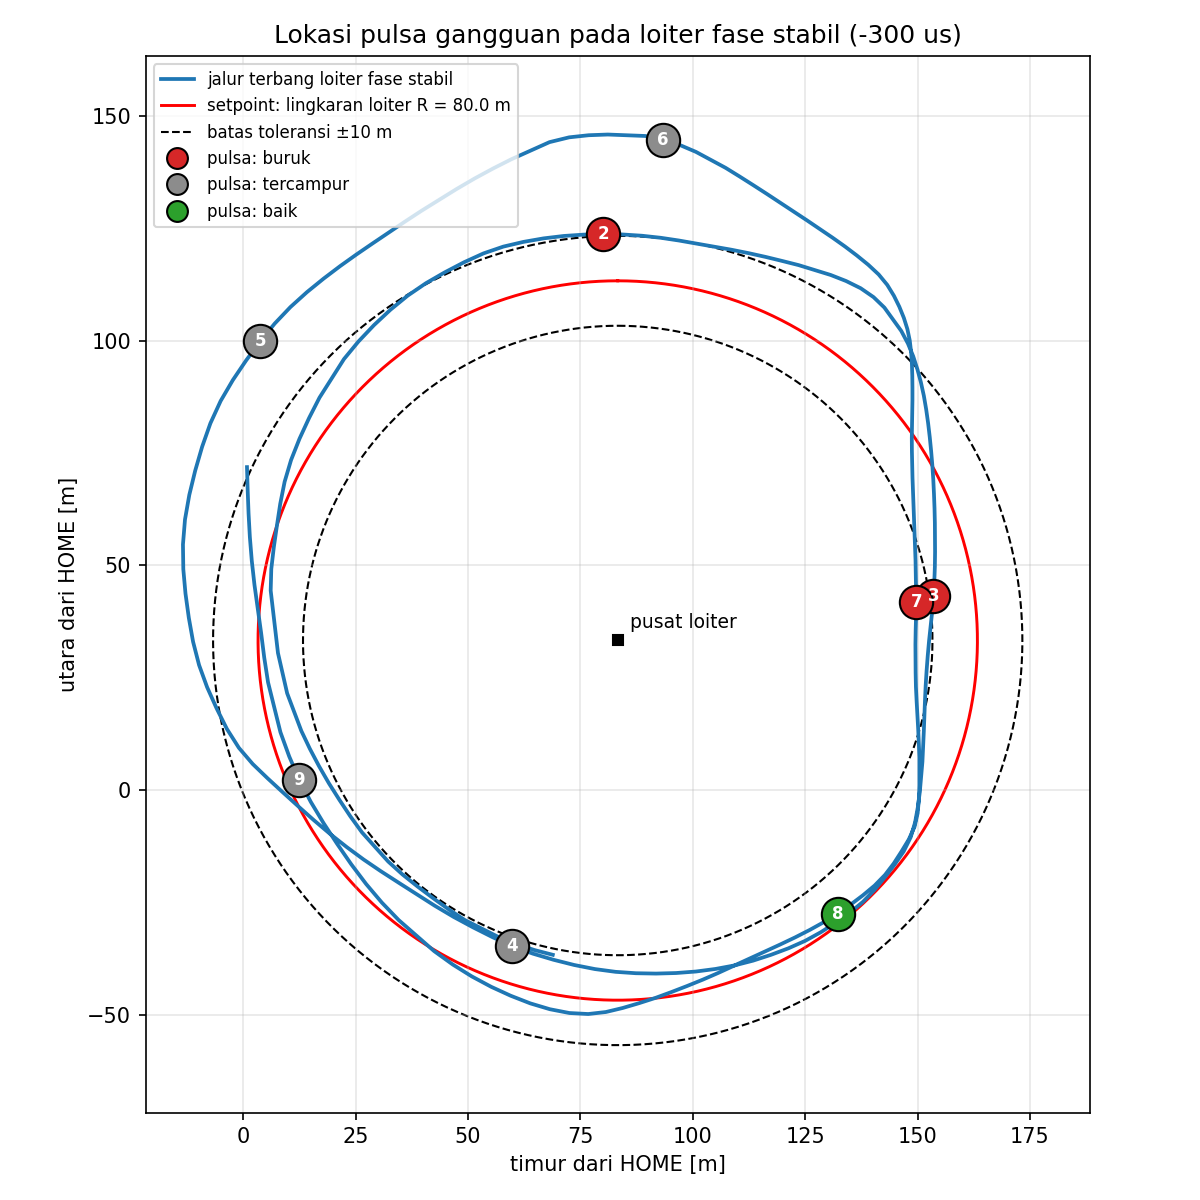 Lokasi pulsa gangguan pada loiter fase stabil (-300 us)
jalur terbang loiter fase stabil
setpoint: lingkaran loiter R = 80.0 m
batas toleransi ±10 m
pulsa: buruk
pulsa: tercampur
pulsa: baik
150
100
50
0
−50
utara dari HOME [m]
6
2
5
7
3
pusat loiter
9
8
4
0
25
50
75
100
125
150
175
timur dari HOME [m]